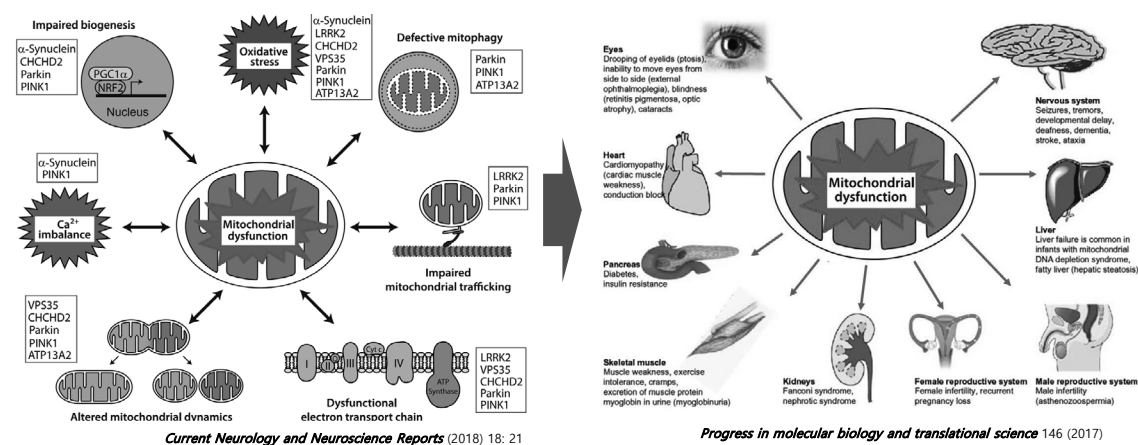 Impaired biogenesis
α-Synuclein
CHCHD2
Parkin
PINK1
PGC1α
NRF2
Nucleus
Oxidative
stress
α-Synuclein
LRRK2
CHCHD2
VPS35
Parkin
PINK1
ATP13A2
Defective mitophagy
Parkin
PINK1
ATP13A2
α-Synuclein
PINK1
Ca²⁺
imbalance
Mitochondrial
dysfunction
LRRK2
Parkin
PINK1
Impaired
mitochondrial trafficking
VPS35
CHCHD2
Parkin
PINK1
ATP13A2
Altered mitochondrial dynamics
I
II
III
Cyt c
IV
ATP
Synthase
LRRK2
VPS35
CHCHD2
Parkin
PINK1
Dysfunctional
electron transport chain
Current Neurology and Neuroscience Reports (2018) 18: 21
Eyes
Drooping of eyelids (ptosis),
inability to move eyes from
side to side (external
ophthalmoplegia), blindness
(retinitis pigmentosa, optic
atrophy), cataracts
Nervous system
Seizures, tremors,
developmental delay,
deafness, dementia,
stroke, ataxia
Heart
Cardiomyopathy
(cardiac muscle
weakness),
conduction block
Mitochondrial
dysfunction
Liver
Liver failure is common in
infants with mitochondrial
DNA depletion syndrome,
fatty liver (hepatic steatosis)
Pancreas
Diabetes,
insulin resistance
Skeletal muscle
Muscle weakness, exercise
intolerance, cramps,
excretion of muscle protein
myoglobin in urine (myoglobinuria)
Kidneys
Fanconi syndrome,
nephrotic syndrome
Female reproductive system
Female infertility, recurrent
pregnancy loss
Male reproductive system
Male infertility
(asthenozoospermia)
Progress in molecular biology and translational science 146 (2017)